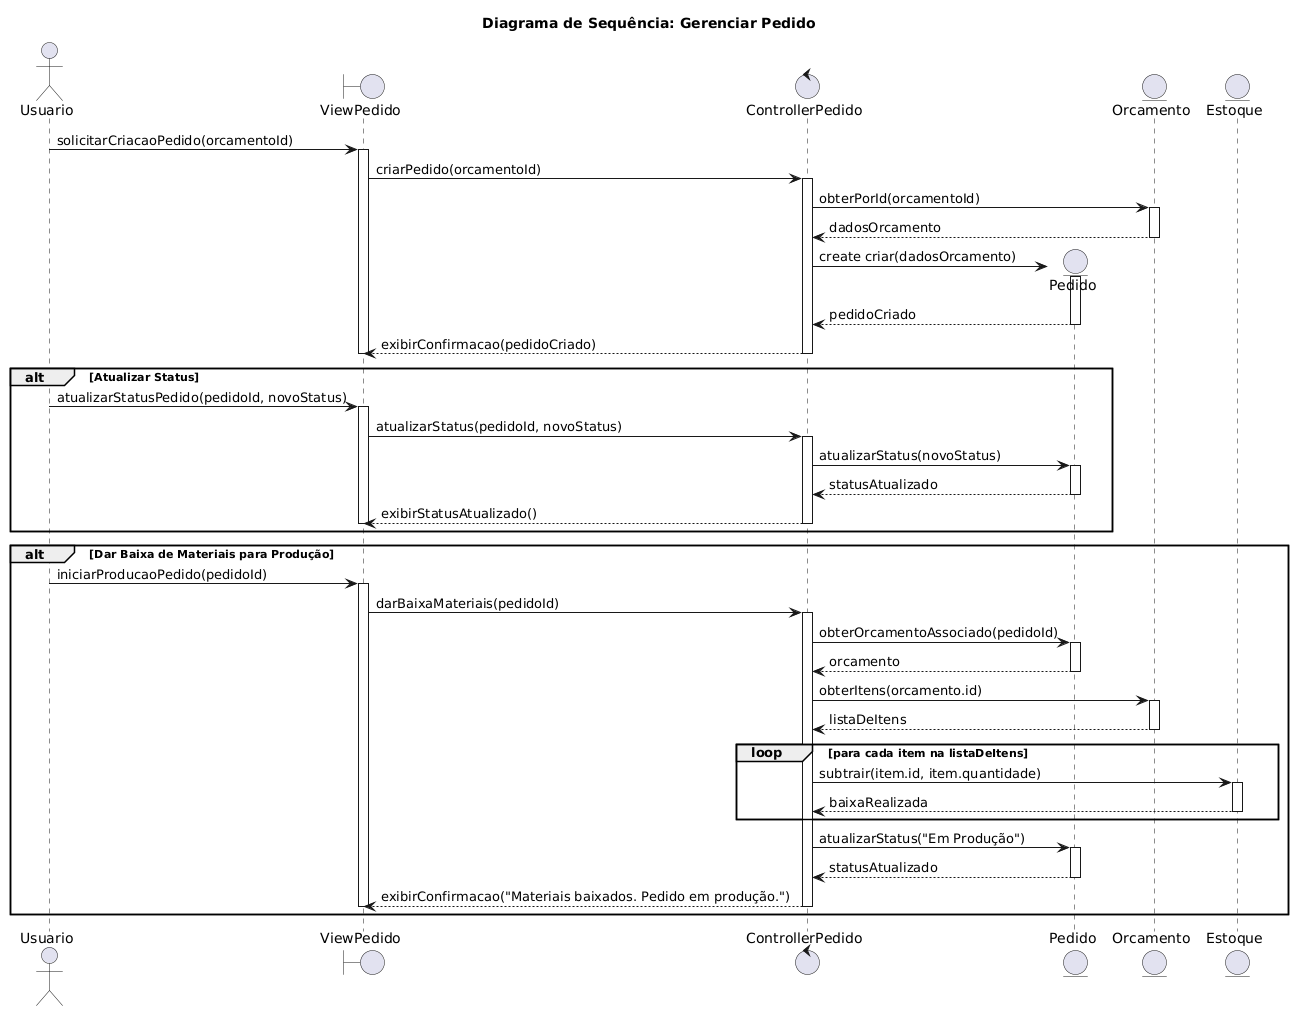 Diagrama de Sequência: Gerenciar Pedido
Usuario
ViewPedido
ControllerPedido
Orcamento
Estoque
solicitarCriacaoPedido(orcamentoId)
criarPedido(orcamentoId)
obterPorId(orcamentoId)
dadosOrcamento
create criar(dadosOrcamento)
Pedido
pedidoCriado
exibirConfirmacao(pedidoCriado)
alt [Atualizar Status]
atualizarStatusPedido(pedidoId, novoStatus)
atualizarStatus(pedidoId, novoStatus)
atualizarStatus(novoStatus)
statusAtualizado
exibirStatusAtualizado()
alt [Dar Baixa de Materiais para Produção]
iniciarProducaoPedido(pedidoId)
darBaixaMateriais(pedidoId)
obterOrcamentoAssociado(pedidoId)
orcamento
obterItens(orcamento.id)
listaDeItens
loop [para cada item na listaDeItens]
subtrair(item.id, item.quantidade)
baixaRealizada
atualizarStatus("Em Produção")
statusAtualizado
exibirConfirmacao("Materiais baixados. Pedido em produção.")
Usuario
ViewPedido
ControllerPedido
Pedido
Orcamento
Estoque